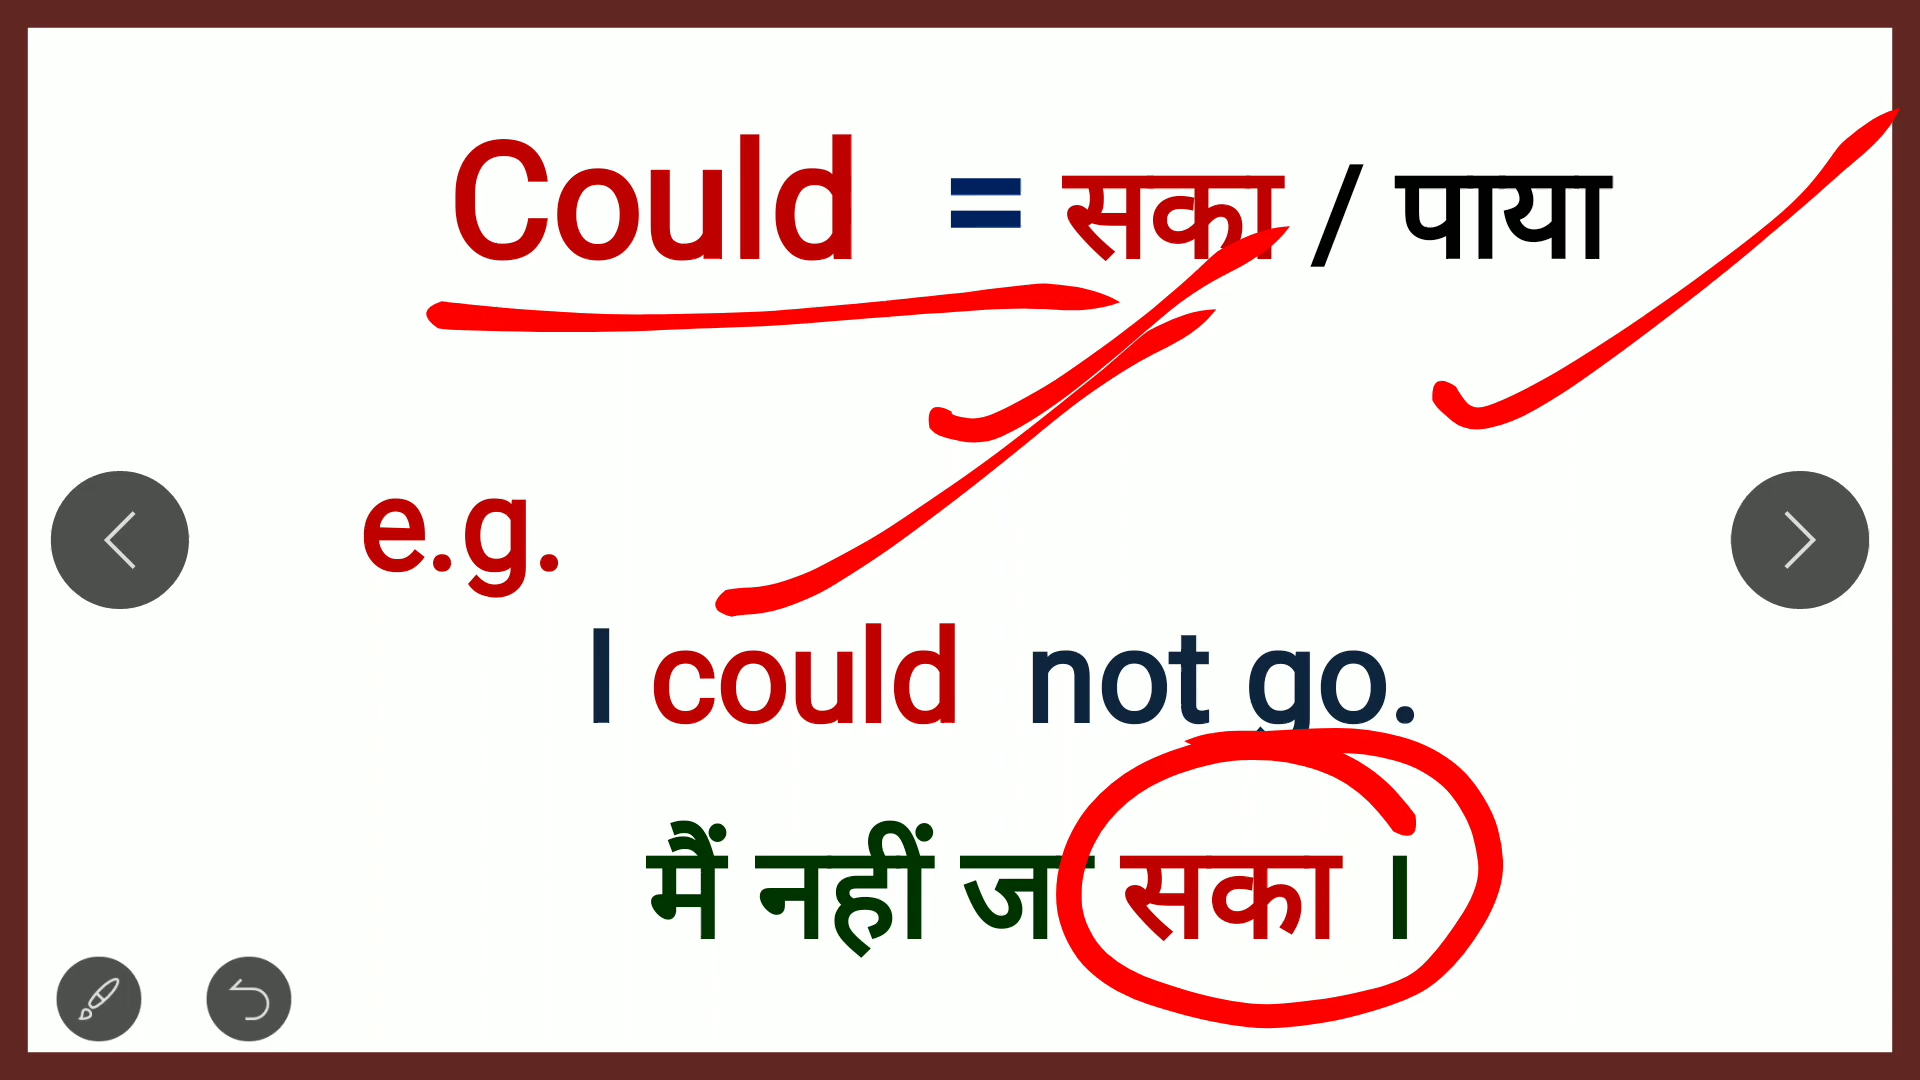 Could = सका / पाया
e.g.
I could not go.
मैं नहीं जा सका ।